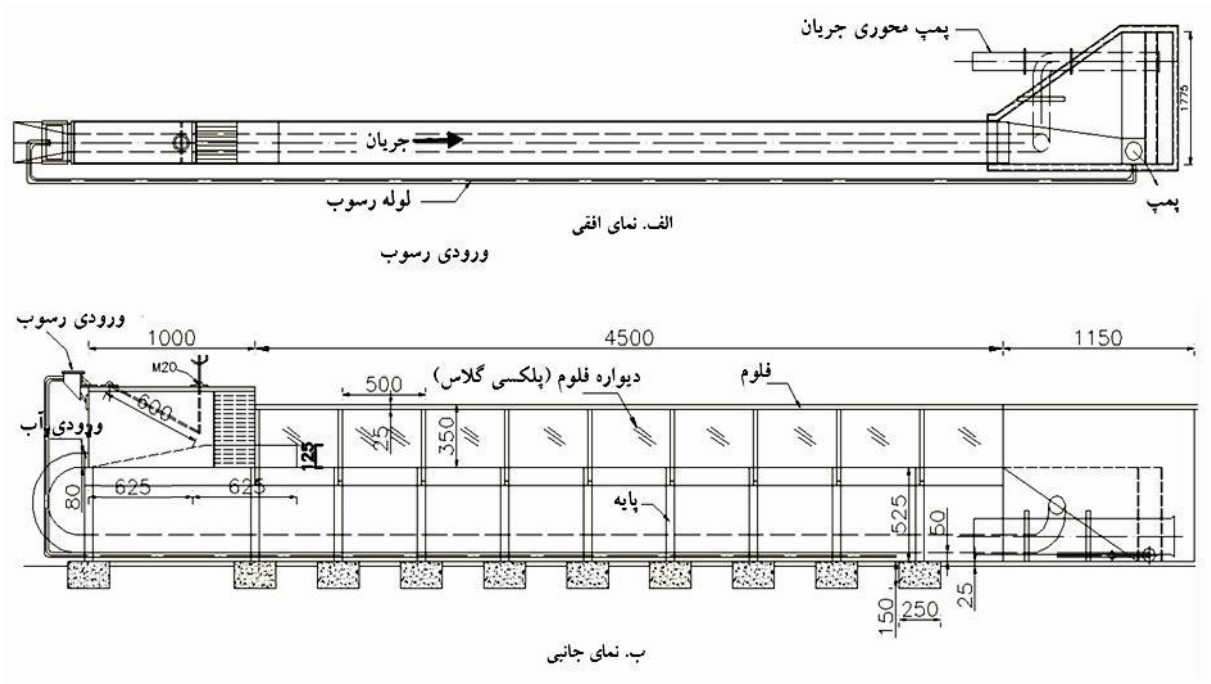 پمپ محوری جریان
1775
جریان
لوله رسوب
پمپ
الف. نمای افقی
ورودی رسوب
ورودی رسوب
1000
4500
1150
M20
500
دیواره فلوم (پلکسی گلاس)
فلوم
600
25
350
ورودی آب
125
80
625
625
پایه
525
50
150
250
25
ب. نمای جانبی